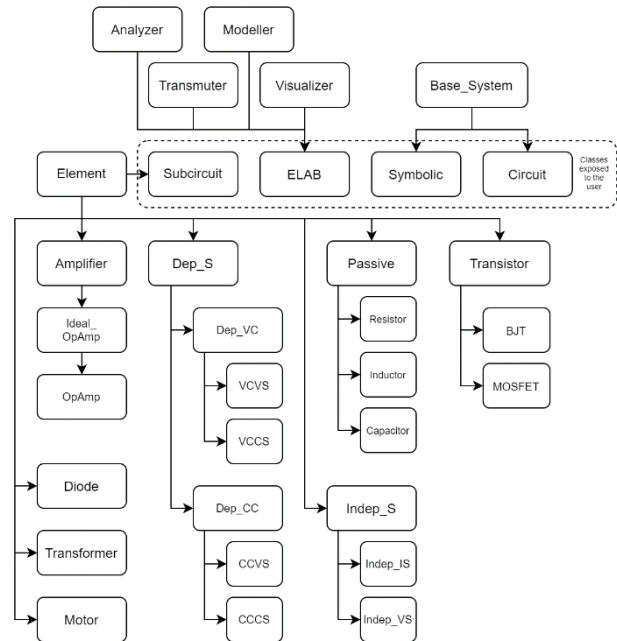 Analyzer
Modeller
Transmuter
Visualizer
Base_System
Element
Subcircuit
ELAB
Symbolic
Circuit
Classes
exposed
to the
user
Amplifier
Dep_S
Passive
Transistor
Ideal_
OpAmp
Dep_VC
Resistor
BJT
OpAmp
VCVS
Inductor
MOSFET
VCCS
Capacitor
Diode
Dep_CC
Indep_S
Transformer
CCVS
Indep_IS
Motor
CCCS
Indep_VS